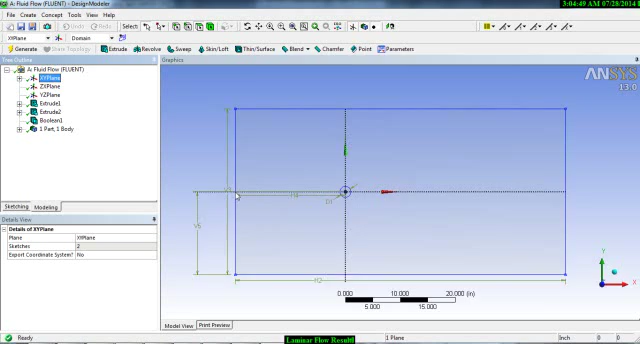 A: Fluid Flow (FLUENT) - DesignModeler
3:04:49 AM 07/28/2014
File Create Concept Tools View Help
Undo Redo Select:
XYPlane Domain
Generate Share Topology Extrude Revolve Sweep Skin/Loft Thin/Surface Blend Chamfer Point Parameters
Tree Outline
Graphics
A: Fluid Flow (FLUENT)
XYPlane
ZXPlane
YZPlane
Extrude1
Extrude2
Boolean1
1 Part, 1 Body
ANSYS
13.0
D1
V5
H2
Sketching Modeling
Details View
Details of XYPlane
Plane XYPlane
Sketches 2
Export Coordinate System? No
0.000 10.000 20.000 (in)
5.000 15.000
Y
X
Model View Print Preview
Ready
Laminar Flow Result
1 Plane
Inch 0 0